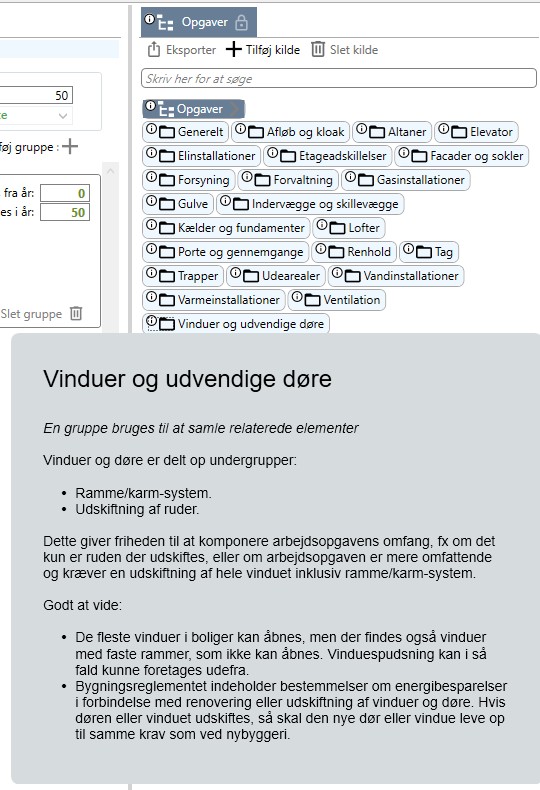 Opgaver
Eksporter Tilføj kilde Slet kilde
Skriv her for at søge
50
føj gruppe :
fra år: 0
es i år: 50
Slet gruppe
Opgaver
Generelt Afløb og kloak Altaner Elevator
Elinstallationer Etageadskillelser Facader og sokler
Forsyning Forvaltning Gasinstallationer
Gulve Indervægge og skillevægge
Kælder og fundamenter Lofter
Porte og gennemgange Renhold Tag
Trapper Udearealer Vandinstallationer
Varmeinstallationer Ventilation
Vinduer og udvendige døre
Vinduer og udvendige døre
En gruppe bruges til at samle relaterede elementer
Vinduer og døre er delt op undergrupper:
• Ramme/karm-system.
• Udskiftning af ruder.
Dette giver friheden til at komponere arbejdsopgavens omfang, fx om det
kun er ruden der udskiftes, eller om arbejdsopgaven er mere omfattende
og kræver en udskiftning af hele vinduet inklusiv ramme/karm-system.
Godt at vide:
• De fleste vinduer i boliger kan åbnes, men der findes også vinduer
med faste rammer, som ikke kan åbnes. Vinduespudsning kan i så
fald kunne foretages udefra.
• Bygningsreglementet indeholder bestemmelser om energibesparelser
i forbindelse med renovering eller udskiftning af vinduer og døre. Hvis
døren eller vinduet udskiftes, så skal den nye dør eller vindue leve op
til samme krav som ved nybyggeri.